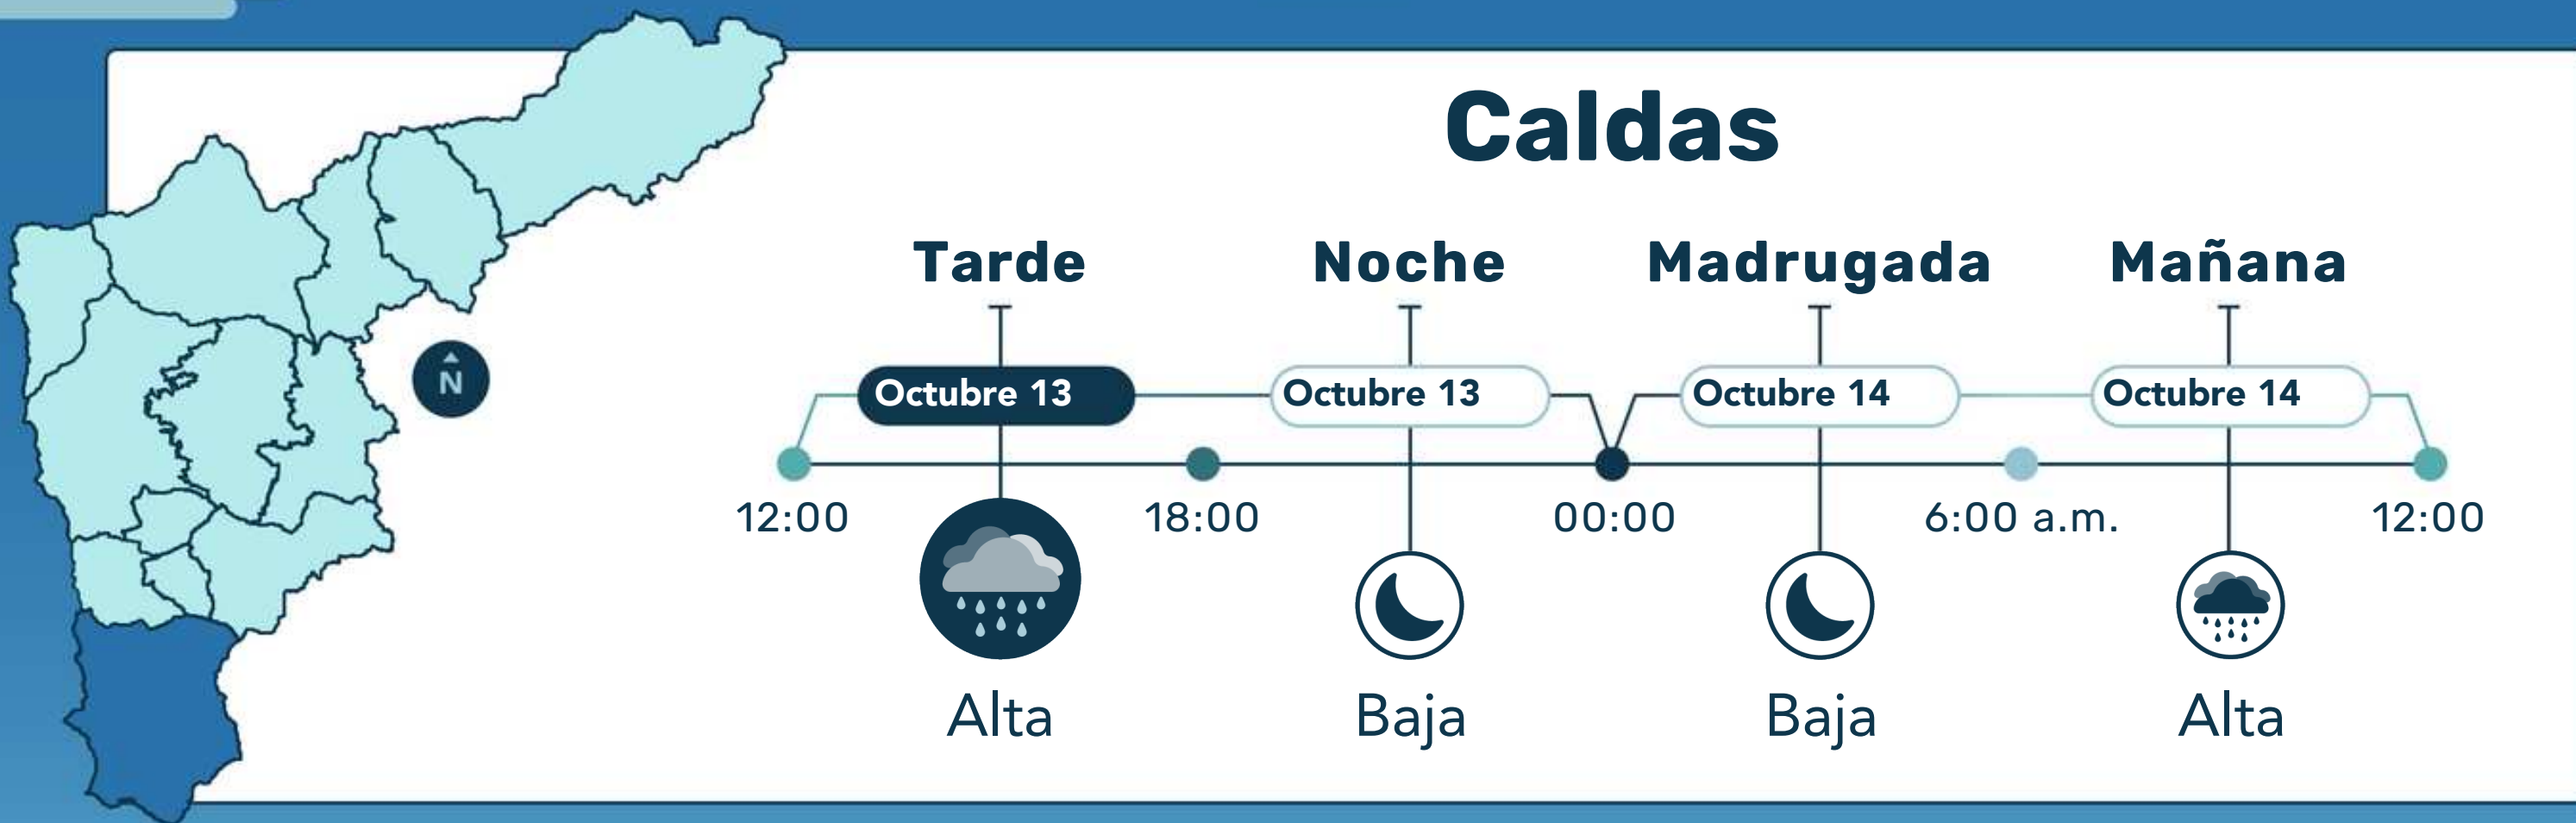 Caldas
Tarde Noche Madrugada Mañana
Octubre 13 Octubre 13 Octubre 14 Octubre 14
N
12:00 18:00 00:00 6:00 a.m. 12:00
Alta Baja Baja Alta